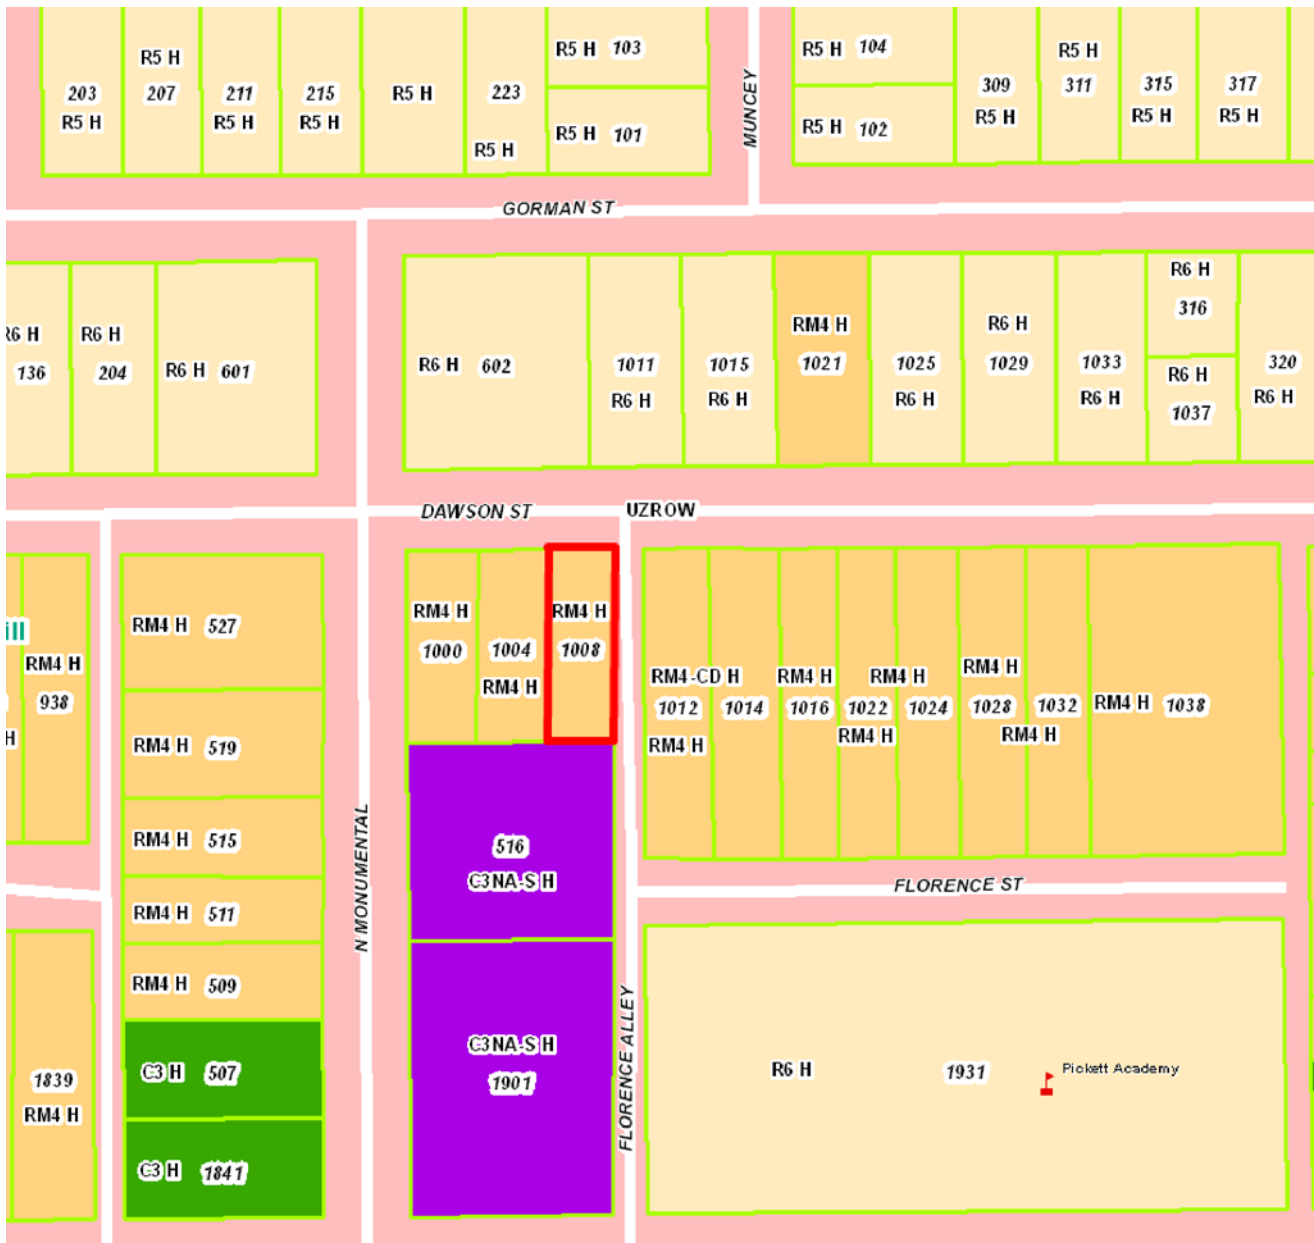 R5 H 103
R5 H 104
R5 H
R5 H
203
207
211
215
R5 H
223
309
311
315
317
R5 H
R5 H
R5 H
R5 H
R5 H
R5 H
R5 H
R5 H 101
R5 H 102
MUNCEY
GORMAN ST
R6 H
136
R6 H
204
R6 H 601
R6 H 602
1011
R6 H
1015
R6 H
RM4 H
1021
1025
R6 H
R6 H
1029
1033
R6 H
R6 H
316
R6 H
1037
320
R6 H
DAWSON ST
UZROW
ill
RM4 H
938
H
RM4 H 527
RM4 H 519
RM4 H 515
RM4 H 511
RM4 H 509
C3 H 507
C3 H 1841
1839
RM4 H
N MONUMENTAL
RM4 H
1000
1004
RM4 H
RM4 H
1008
516
C3NA-S H
C3NA-S H
1901
FLORENCE ALLEY
RM4-CD H
1012
RM4 H
1014
RM4 H
1016
RM4 H
1022
RM4 H
1024
RM4 H
1028
1032
RM4 H
RM4 H 1038
FLORENCE ST
R6 H
1931
Pickett Academy